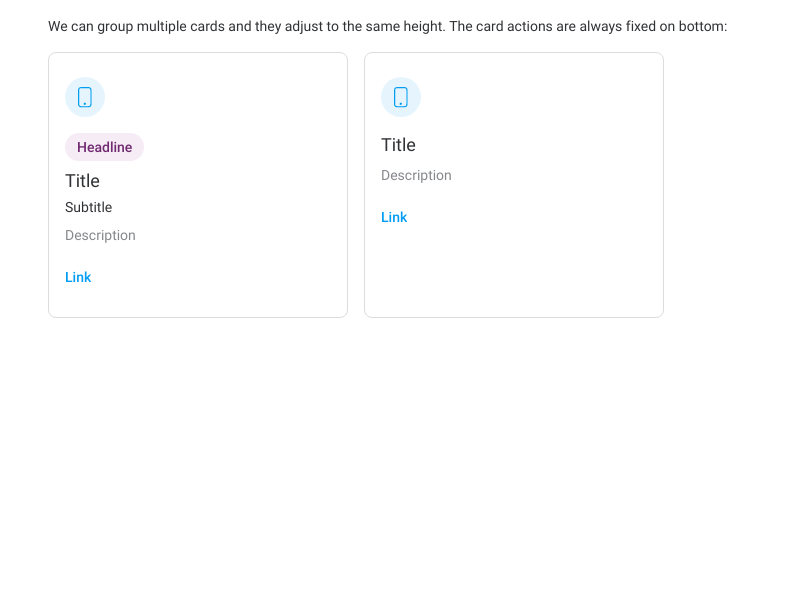 We can group multiple cards and they adjust to the same height. The card actions are always fixed on bottom:
Headline
Title
Subtitle
Description
Link
Title
Description
Link